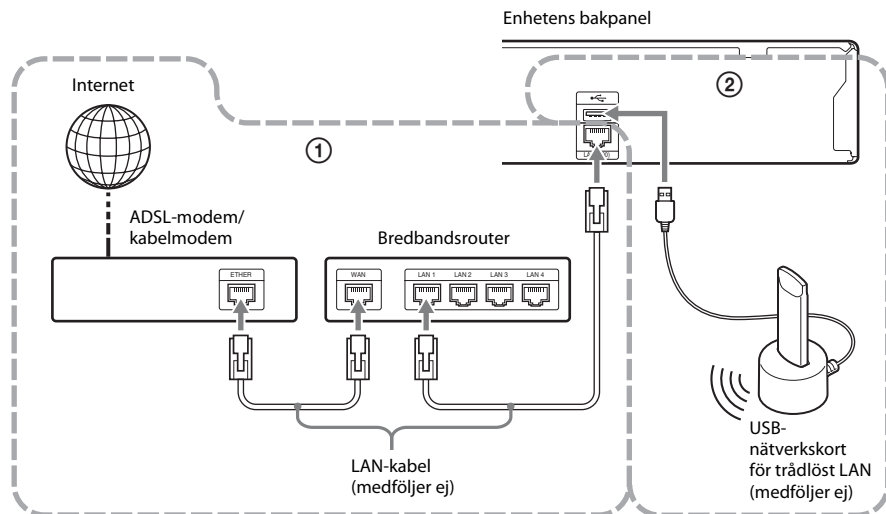 Enhetens bakpanel
Internet
①
②
ADSL-modem/
kabelmodem
Bredbandsrouter
ETHER
WAN
LAN 1
LAN 2
LAN 3
LAN 4
LAN-kabel
(medföljer ej)
USB-
nätverkskort
för trådlöst LAN
(medföljer ej)